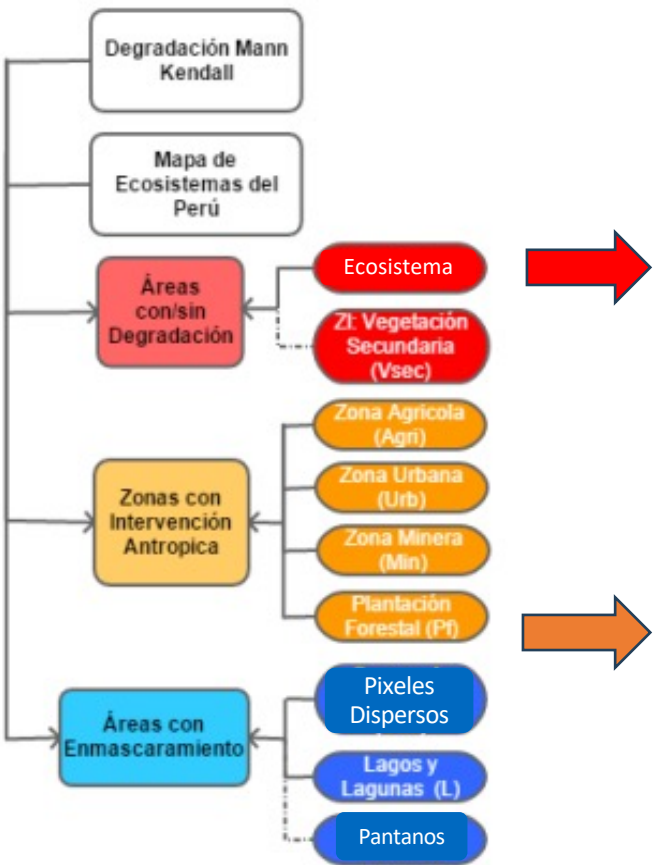 Degradación Mann
Kendall
Mapa de
Ecosistemas del
Perú
Áreas
con/sin
Degradación
Ecosistema
ZI: Vegetación
Secundaria
(Vsec)
Zonas con
Intervención
Antropica
Zona Agrícola
(Agri)
Zona Urbana
(Urb)
Zona Minera
(Min)
Plantación
Forestal (Pf)
Áreas con
Enmascaramiento
Pixeles
Dispersos
Lagos y
Lagunas (L)
Pantanos